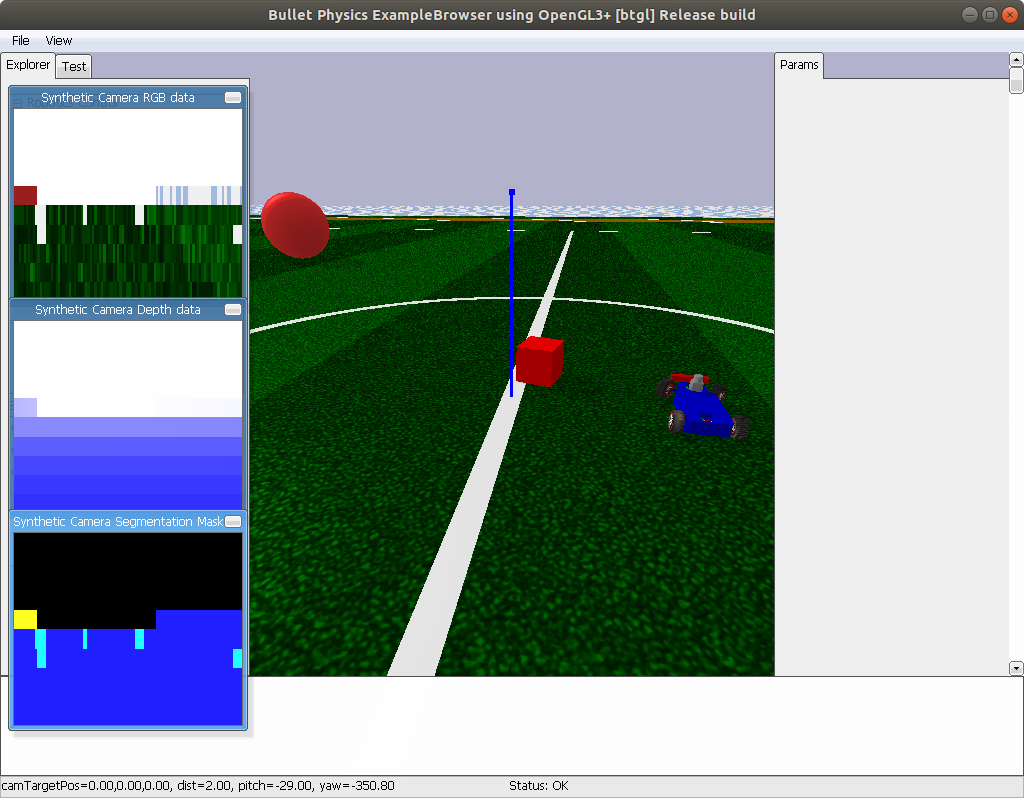 Bullet Physics ExampleBrowser using OpenGL3+ [btgl] Release build
File View
Explorer Test
Params
Synthetic Camera RGB data
Synthetic Camera Depth data
Synthetic Camera Segmentation Mask
camTargetPos=0.00,0.00,0.00, dist=2.00, pitch=-29.00, yaw=-350.80
Status: OK